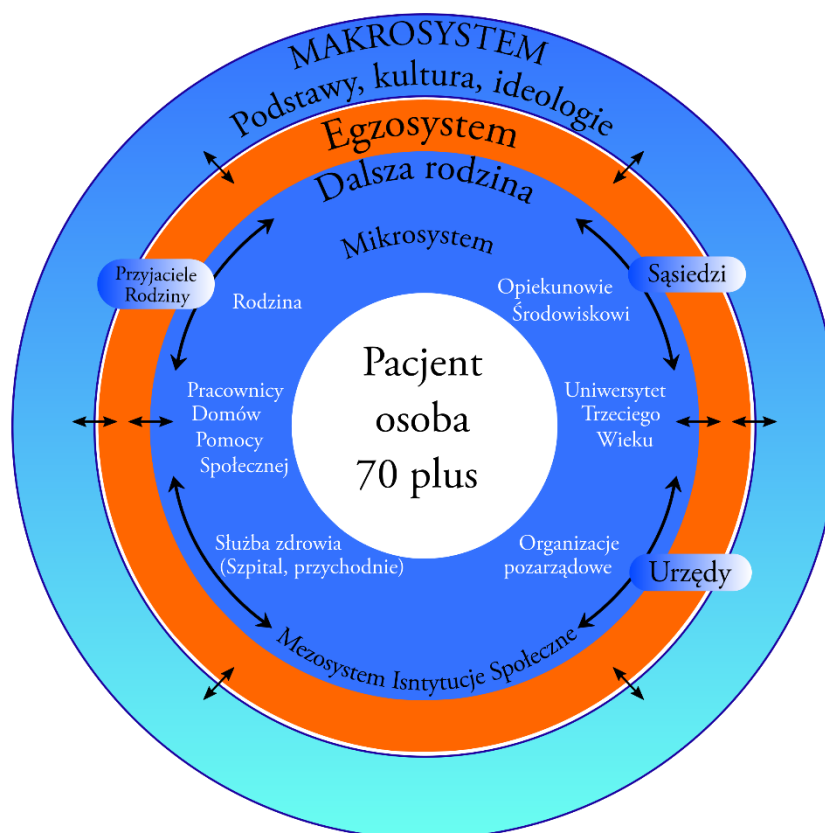 MAKROSYSTEM
Podstawy, kultura, ideologie
Egzosystem
Dalsza rodzina
Mikrosystem
Przyjaciele
Rodziny
Sąsiedzi
Rodzina
Opiekunowie
Środowiskowi
Pacjent
osoba
70 plus
Pracownicy
Domów
Pomocy
Społecznej
Uniwersytet
Trzeciego
Wieku
Służba zdrowia
(Szpital, przychodnie)
Organizacje
pozarządowe
Urzędy
Mezosystem Isntytucje Społeczne